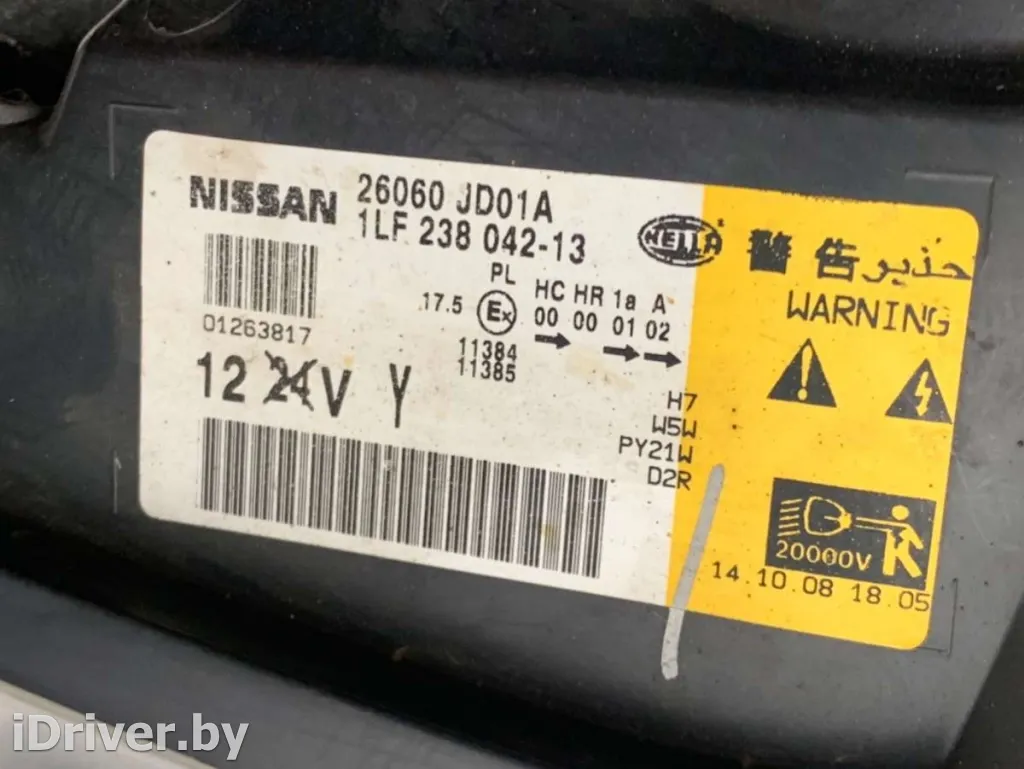 NISSAN 26060 JD01A
1LF 238 042-13
HELLA
警告 حذير
WARNING
PL HC HR 1a A
17.5 Ex 00 00 01 02
01263817
11384
11385
12 24V Y
H7
W5W
PY21W
D2R
20000V
14.10.08 18.05
iDriver.by